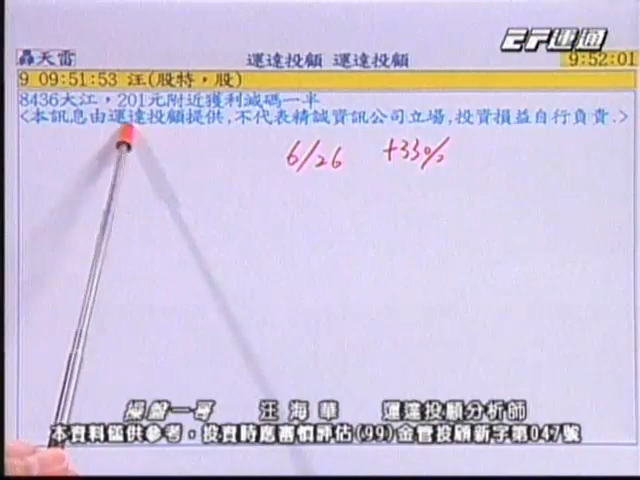 EF運通
轟天雷 運達投顧 運達投顧 9:52:01
9 09:51:53 汪(股特,股)
8436大江,201元附近獲利減碼一半
<本訊息由運達投顧提供,不代表精誠資訊公司立場,投資損益自行負責.>
6/26 +33%
操盤一哥 汪海華 運達投顧分析師
本資料僅供參考,投資時應審慎評估(99)金管投顧新字第047號